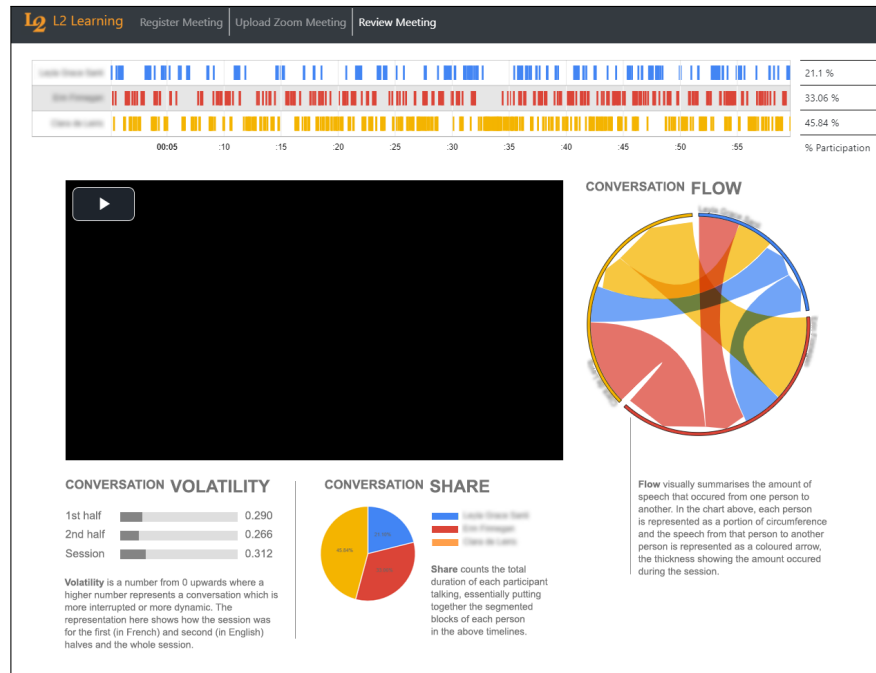 L2 L2 Learning Register Meeting Upload Zoom Meeting Review Meeting
21.1 %
33.06 %
45.84 %
00:05 :10 :15 :20 :25 :30 :35 :40 :45 :50 :55 % Participation
CONVERSATION FLOW
CONVERSATION VOLATILITY
1st half 0.290
2nd half 0.266
Session 0.312
Volatility is a number from 0 upwards where a
higher number represents a conversation which is
more interrupted or more dynamic. The
representation here shows how the session was
for the first (in French) and second (in English)
halves and the whole session.
CONVERSATION SHARE
45.84%
Share counts the total
duration of each participant
talking, essentially putting
together the segmented
blocks of each person
in the above timelines.
Flow visually summarises the amount of
speech that occured from one person to
another. In the chart above, each person
is represented as a portion of circumference
and the speech from that person to another
person is represented as a coloured arrow,
the thickness showing the amount occured
during the session.